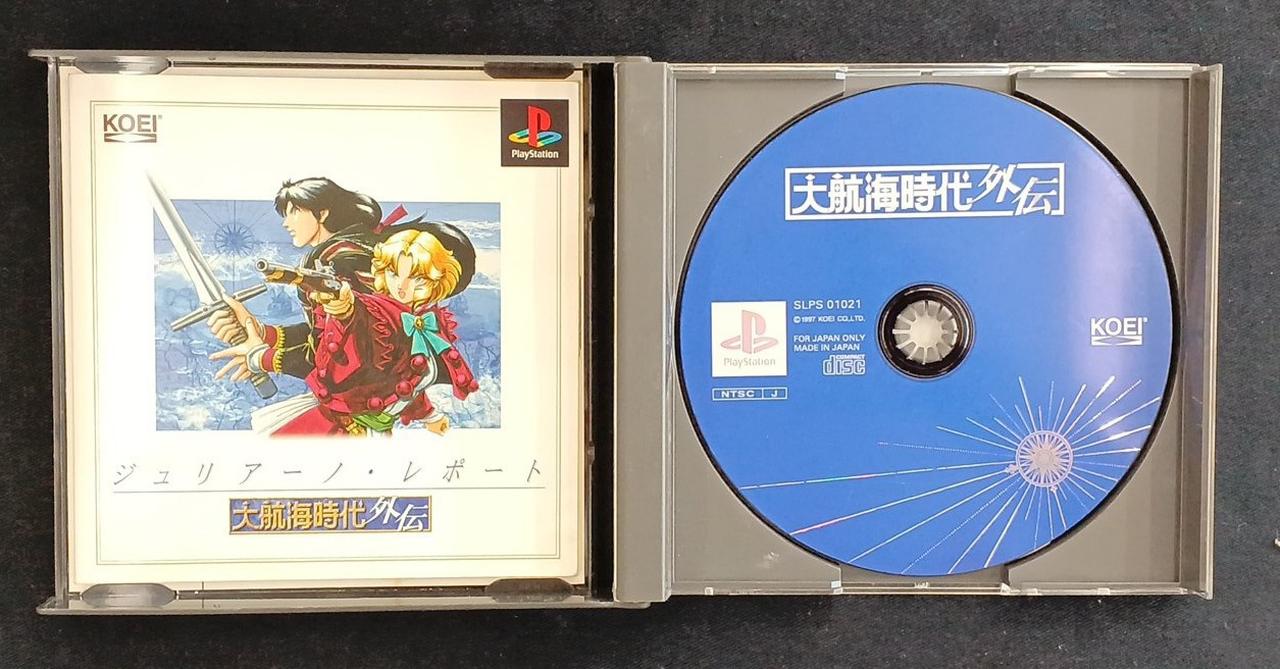 KOEI®
PlayStation
ジュリアーノ・レポート
大航海時代外伝
大航海時代外伝
SLPS 01021
©1997 KOEI CO.,LTD.
FOR JAPAN ONLY
MADE IN JAPAN
COMPACT
disc
PlayStation
NTSC J
KOEI®